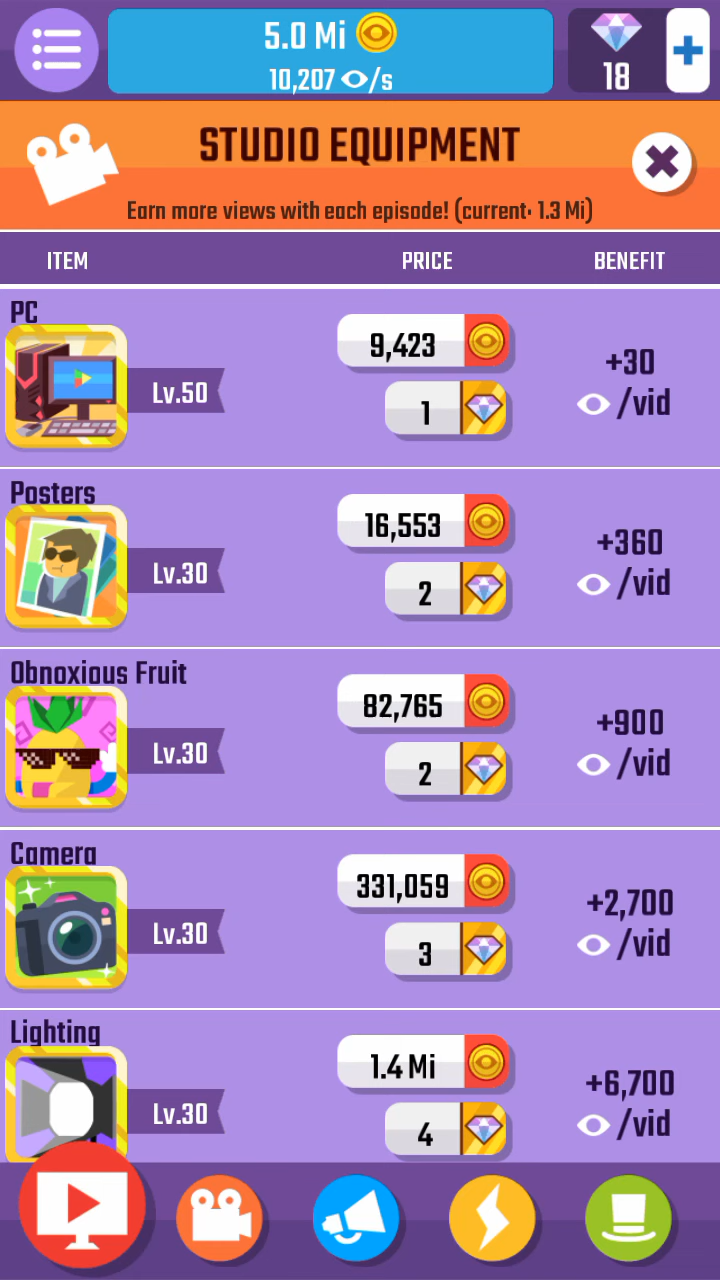 5.0 Mi
10,207 /s
18
STUDIO EQUIPMENT
Earn more views with each episode! (current: 1.3 Mi)
ITEM PRICE BENEFIT
PC
Lv.50
9,423
1
+30
/vid
Posters
Lv.30
16,553
2
+360
/vid
Obnoxious Fruit
Lv.30
82,765
2
+900
/vid
Camera
Lv.30
331,059
3
+2,700
/vid
Lighting
Lv.30
1.4 Mi
4
+6,700
/vid